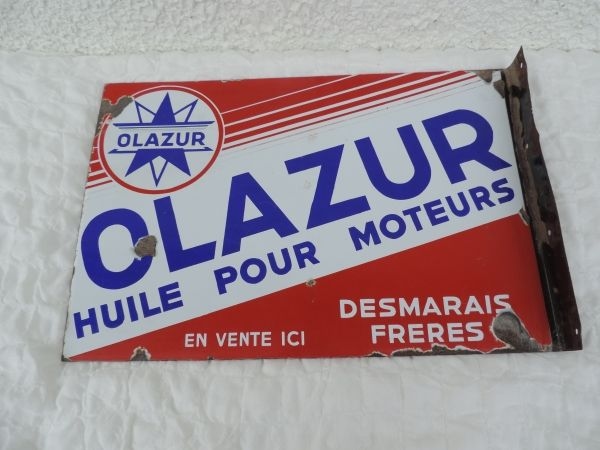 OLAZUR
OLAZUR
HUILE POUR MOTEURS
EN VENTE ICI
DESMARAIS
FRERES